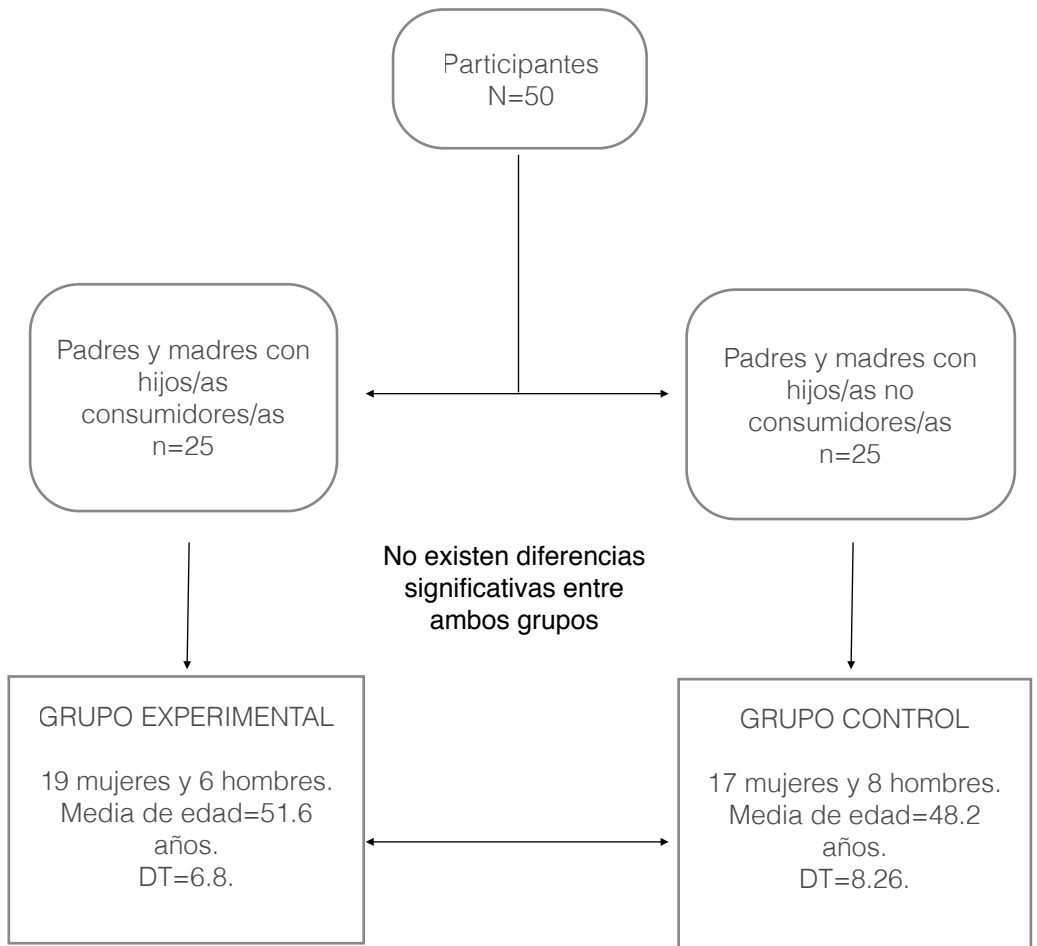 Participantes
N=50
Padres y madres con
hijos/as
consumidores/as
n=25
Padres y madres con
hijos/as no
consumidores/as
n=25
No existen diferencias
significativas entre
ambos grupos
GRUPO EXPERIMENTAL
19 mujeres y 6 hombres.
Media de edad=51.6
años.
DT=6.8.
GRUPO CONTROL
17 mujeres y 8 hombres.
Media de edad=48.2
años.
DT=8.26.